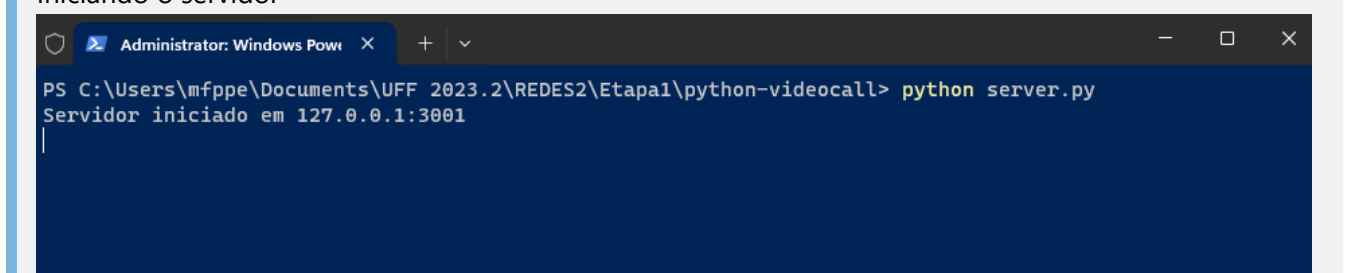 Iniciando o servidor
Administrator: Windows Powe
PS C:\Users\mfppe\Documents\UFF 2023.2\REDES2\Etapa1\python-videocall> python server.py
Servidor iniciado em 127.0.0.1:3001